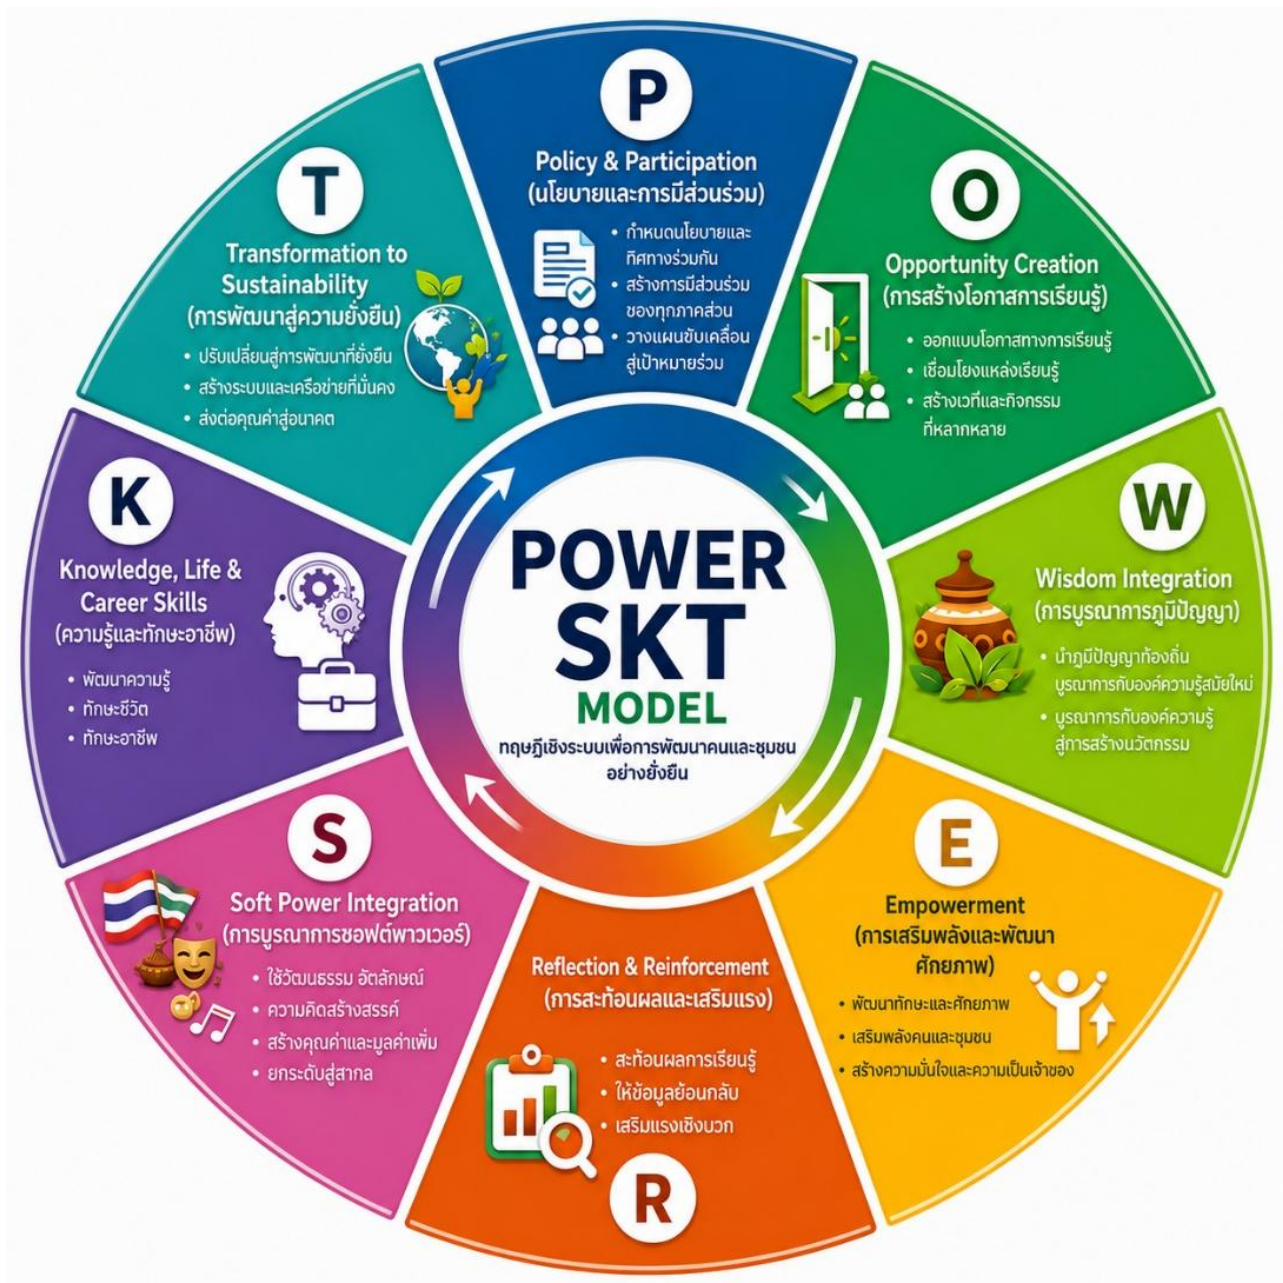 P
Policy & Participation
(นโยบายและการมีส่วนร่วม)
• กำหนดนโยบายและ
ทิศทางร่วมกัน
• สร้างการมีส่วนร่วม
ของทุกภาคส่วน
• วางแผนขับเคลื่อน
สู่เป้าหมายร่วม
O
Opportunity Creation
(การสร้างโอกาสการเรียนรู้)
• ออกแบบโอกาสทางการเรียนรู้
• เชื่อมโยงแหล่งเรียนรู้
• สร้างเวทีและกิจกรรม
ที่หลากหลาย
W
Wisdom Integration
(การบูรณาการภูมิปัญญา)
• นำภูมิปัญญาท้องถิ่น
บูรณาการกับองค์ความรู้สมัยใหม่
• บูรณาการกับองค์ความรู้
สู่การสร้างนวัตกรรม
E
Empowerment
(การเสริมพลังและพัฒนา
ศักยภาพ)
• พัฒนาทักษะและศักยภาพ
• เสริมพลังคนและชุมชน
• สร้างความมั่นใจและความเป็นเจ้าของ
Reflection & Reinforcement
(การสะท้อนผลและเสริมแรง)
• สะท้อนผลการเรียนรู้
• ให้ข้อมูลย้อนกลับ
• เสริมแรงเชิงบวก
R
S
Soft Power Integration
(การบูรณาการซอฟต์พาวเวอร์)
• ใช้วัฒนธรรม อัตลักษณ์
• ความคิดสร้างสรรค์
• สร้างคุณค่าและมูลค่าเพิ่ม
• ยกระดับสู่สากล
K
Knowledge, Life &
Career Skills
(ความรู้และทักษะอาชีพ)
• พัฒนาความรู้
• ทักษะชีวิต
• ทักษะอาชีพ
T
Transformation to
Sustainability
(การพัฒนาสู่ความยั่งยืน)
• ปรับเปลี่ยนสู่การพัฒนาที่ยั่งยืน
• สร้างระบบและเครือข่ายที่มั่นคง
• ส่งต่อคุณค่าสู่อนาคต
POWER
SKT
MODEL
ทฤษฎีเชิงระบบเพื่อการพัฒนาคนและชุมชน
อย่างยั่งยืน